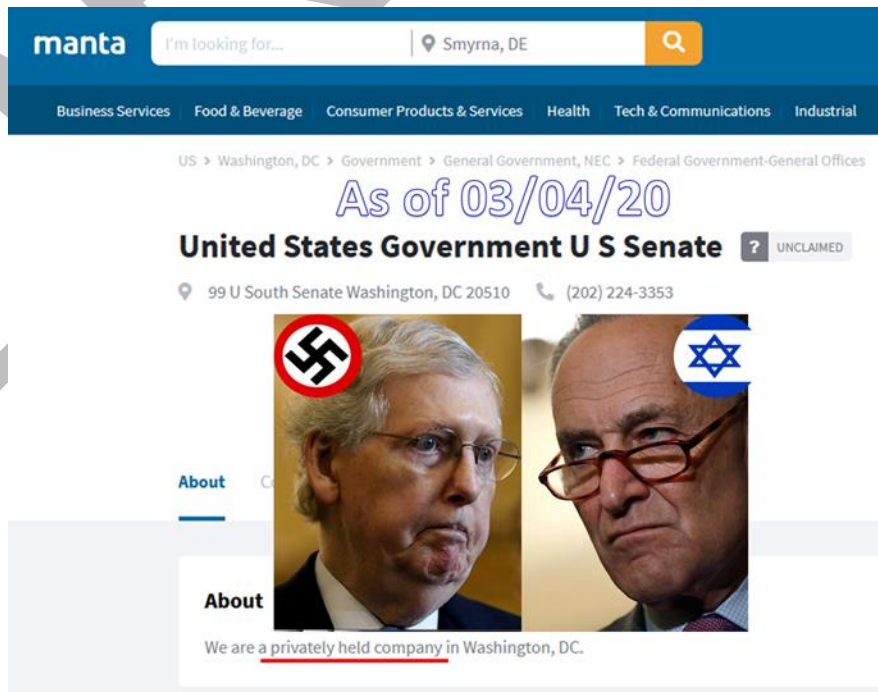 manta
I'm looking for...
Smyrna, DE
Business Services Food & Beverage Consumer Products & Services Health Tech & Communications Industrial
US > Washington, DC > Government > General Government, NEC > Federal Government-General Offices
As of 03/04/20
United States Government U S Senate ? UNCLAIMED
99 U South Senate Washington, DC 20510 (202) 224-3353
About
About
We are a privately held company in Washington, DC.